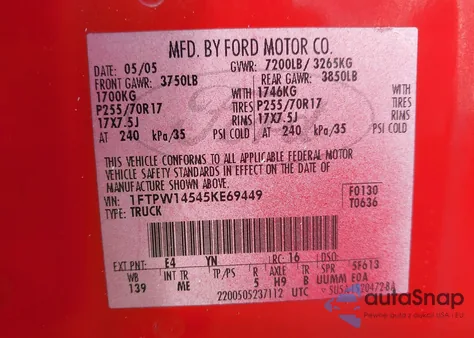 MFD. BY FORD MOTOR CO.
DATE: 05/05 GVWR: 7200LB/ 3265KG
FRONT GAWR: 3750LB REAR GAWR: 3850LB
1700KG WITH 1746KG WITH
P255/70R17 TIRES P255/70R17 TIRES
17X7.5J RIMS 17X7.5J RIMS
AT 240 kPa/35 PSI COLD AT 240 kPa/35 PSI COLD
THIS VEHICLE CONFORMS TO ALL APPLICABLE FEDERAL MOTOR
VEHICLE SAFETY STANDARDS IN EFFECT ON THE DATE OF
MANUFACTURE SHOWN ABOVE.
VIN: 1FTPW14545KE69449 F0130
TYPE: TRUCK T0636
EXT PNT: E4 YN RC: 16 DSO:
WB INT TR TP/PS R AXLE TR SPR 5F613
139 ME 5 H9 B UUMM E0A
2200505237112 UTC
autoSnap